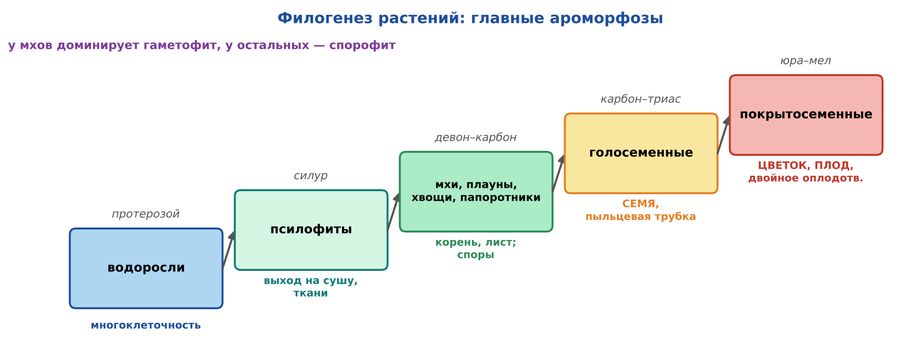 Филогенез растений: главные ароморфозы
у мхов доминирует гаметофит, у остальных — спорофит
протерозой
водоросли
многоклеточность
силур
псилофиты
выход на сушу,
ткани
девон–карбон
мхи, плауны,
хвощи, папоротники
корень, лист;
споры
карбон–триас
голосеменные
СЕМЯ,
пыльцевая трубка
юра–мел
покрытосеменные
ЦВЕТОК, ПЛОД,
двойное оплодотв.